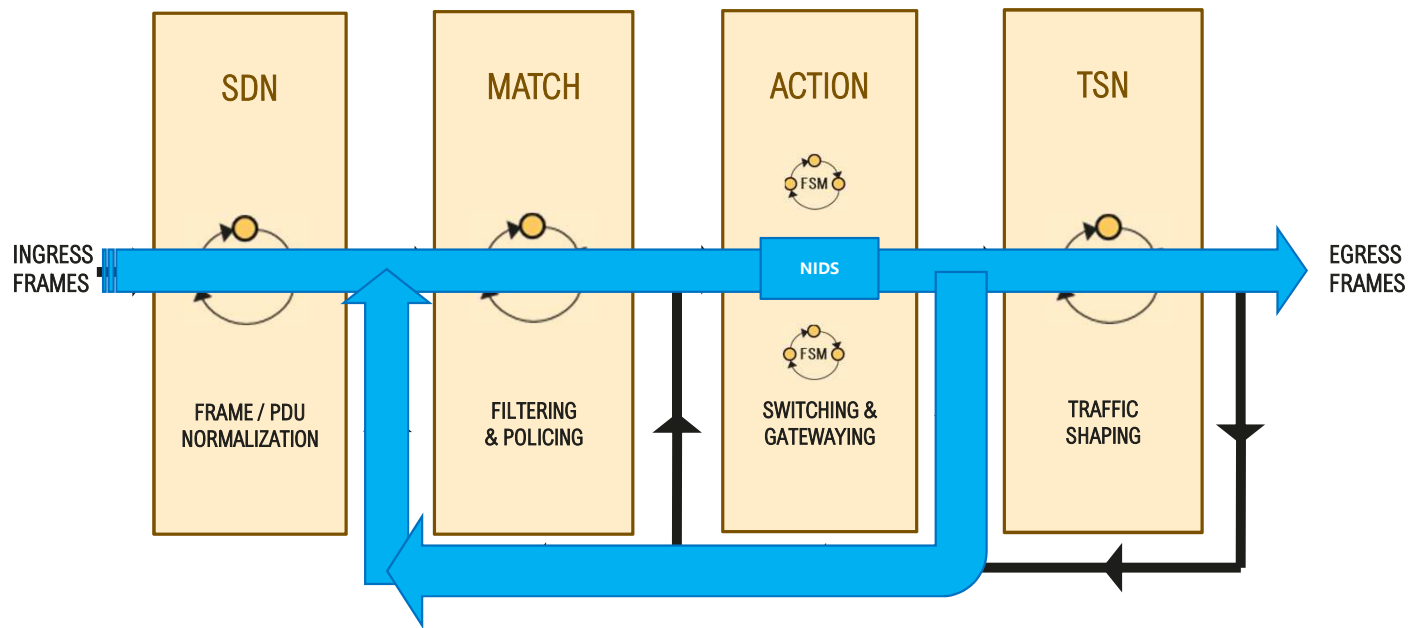 SDN
MATCH
ACTION
TSN
FSM
INGRESS
FRAMES
NIDS
EGRESS
FRAMES
FSM
FRAME / PDU
NORMALIZATION
FILTERING
& POLICING
SWITCHING &
GATEWAYING
TRAFFIC
SHAPING